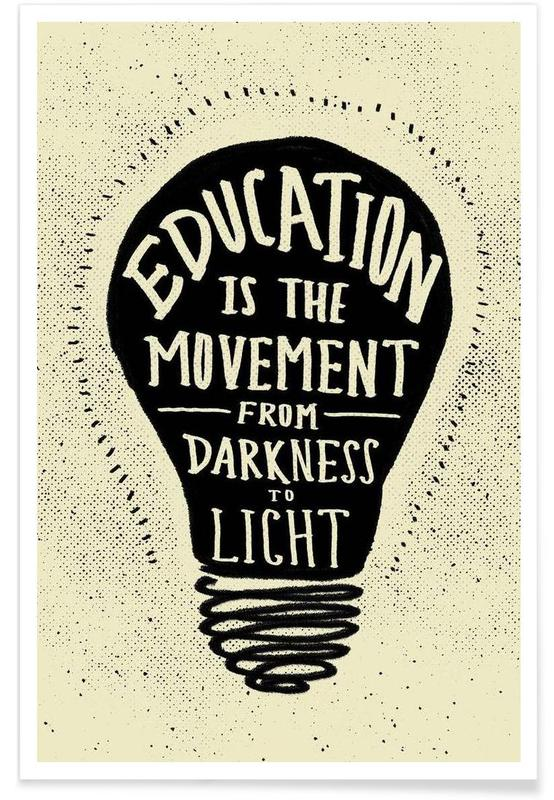 EDUCATION
IS THE
MOVEMENT
FROM
DARKNESS
TO
LIGHT